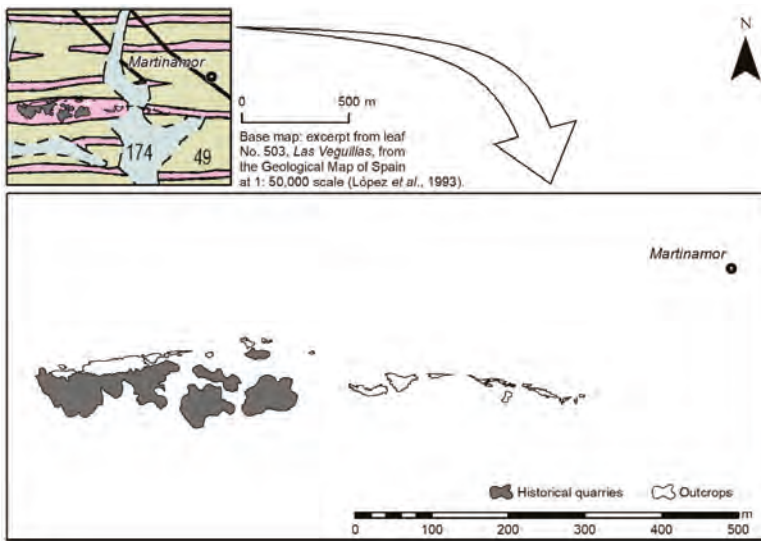 Martinamor
174
49
0 500 m
Base map: excerpt from leaf
No. 503, Las Veguillas, from
the Geological Map of Spain
at 1: 50,000 scale (López et al., 1993).
N
Martinamor
Historical quarries Outcrops
m
0 100 200 300 400 500